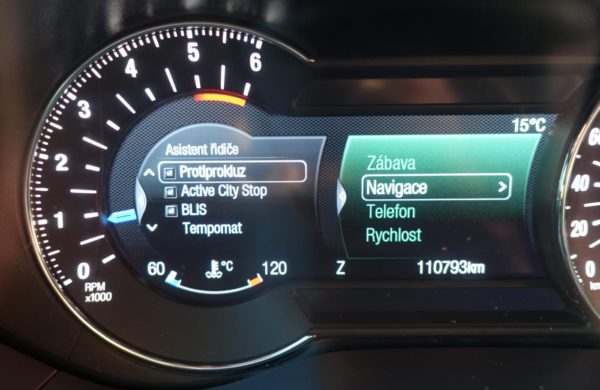 6
5
4
3
2
1
0
RPM
x1000
Asistent řidiče
Protiprokluz
Active City Stop
BLIS
Tempomat
60 °C 120
15°C
Zábava
Navigace >
Telefon
Rychlost
Z 110793km
60
40
20
0